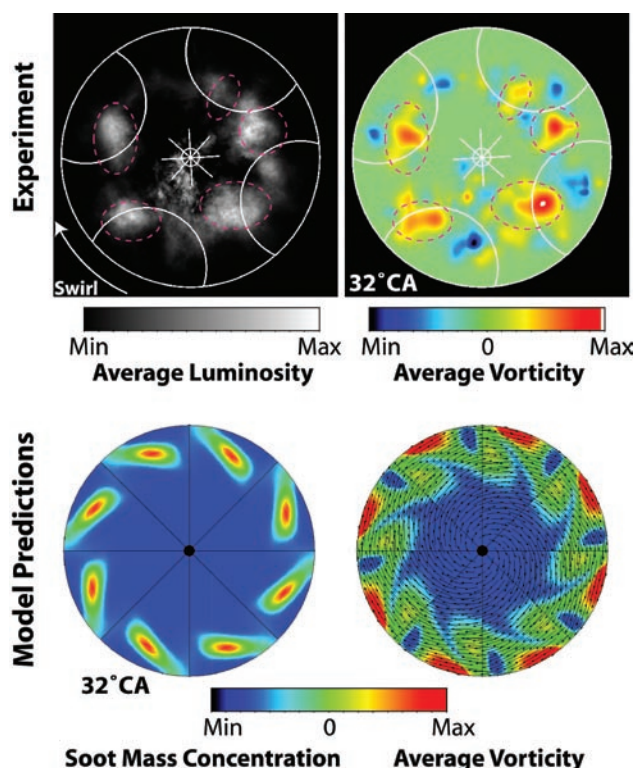 Experiment
Swirl
32°CA
Min Max
Average Luminosity
Min 0 Max
Average Vorticity
Model Predictions
32°CA
Min 0 Max
Soot Mass Concentration Average Vorticity